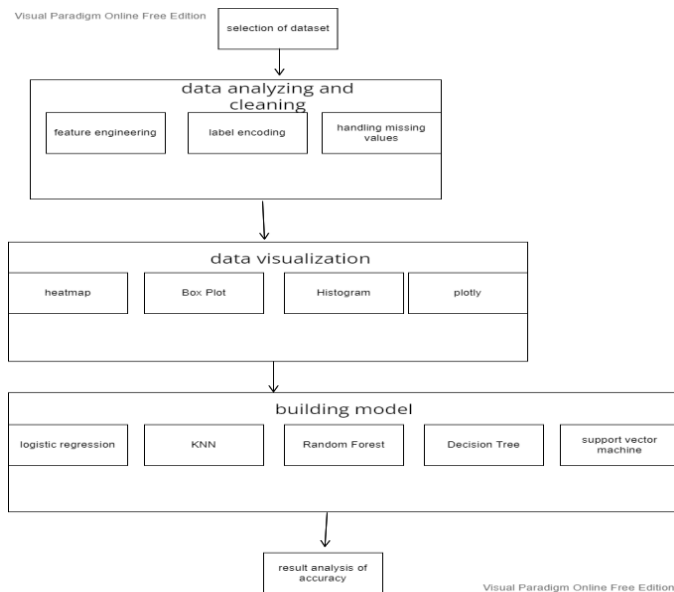 Visual Paradigm Online Free Edition
selection of dataset
data analyzing and
cleaning
feature engineering
label encoding
handling missing
values
data visualization
heatmap
Box Plot
Histogram
plotly
building model
logistic regression
KNN
Random Forest
Decision Tree
support vector
machine
result analysis of
accuracy
Visual Paradigm Online Free Edition